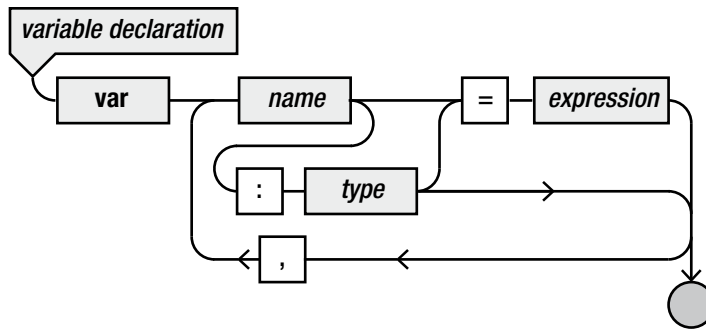 variable declaration
var name = expression
: type
,